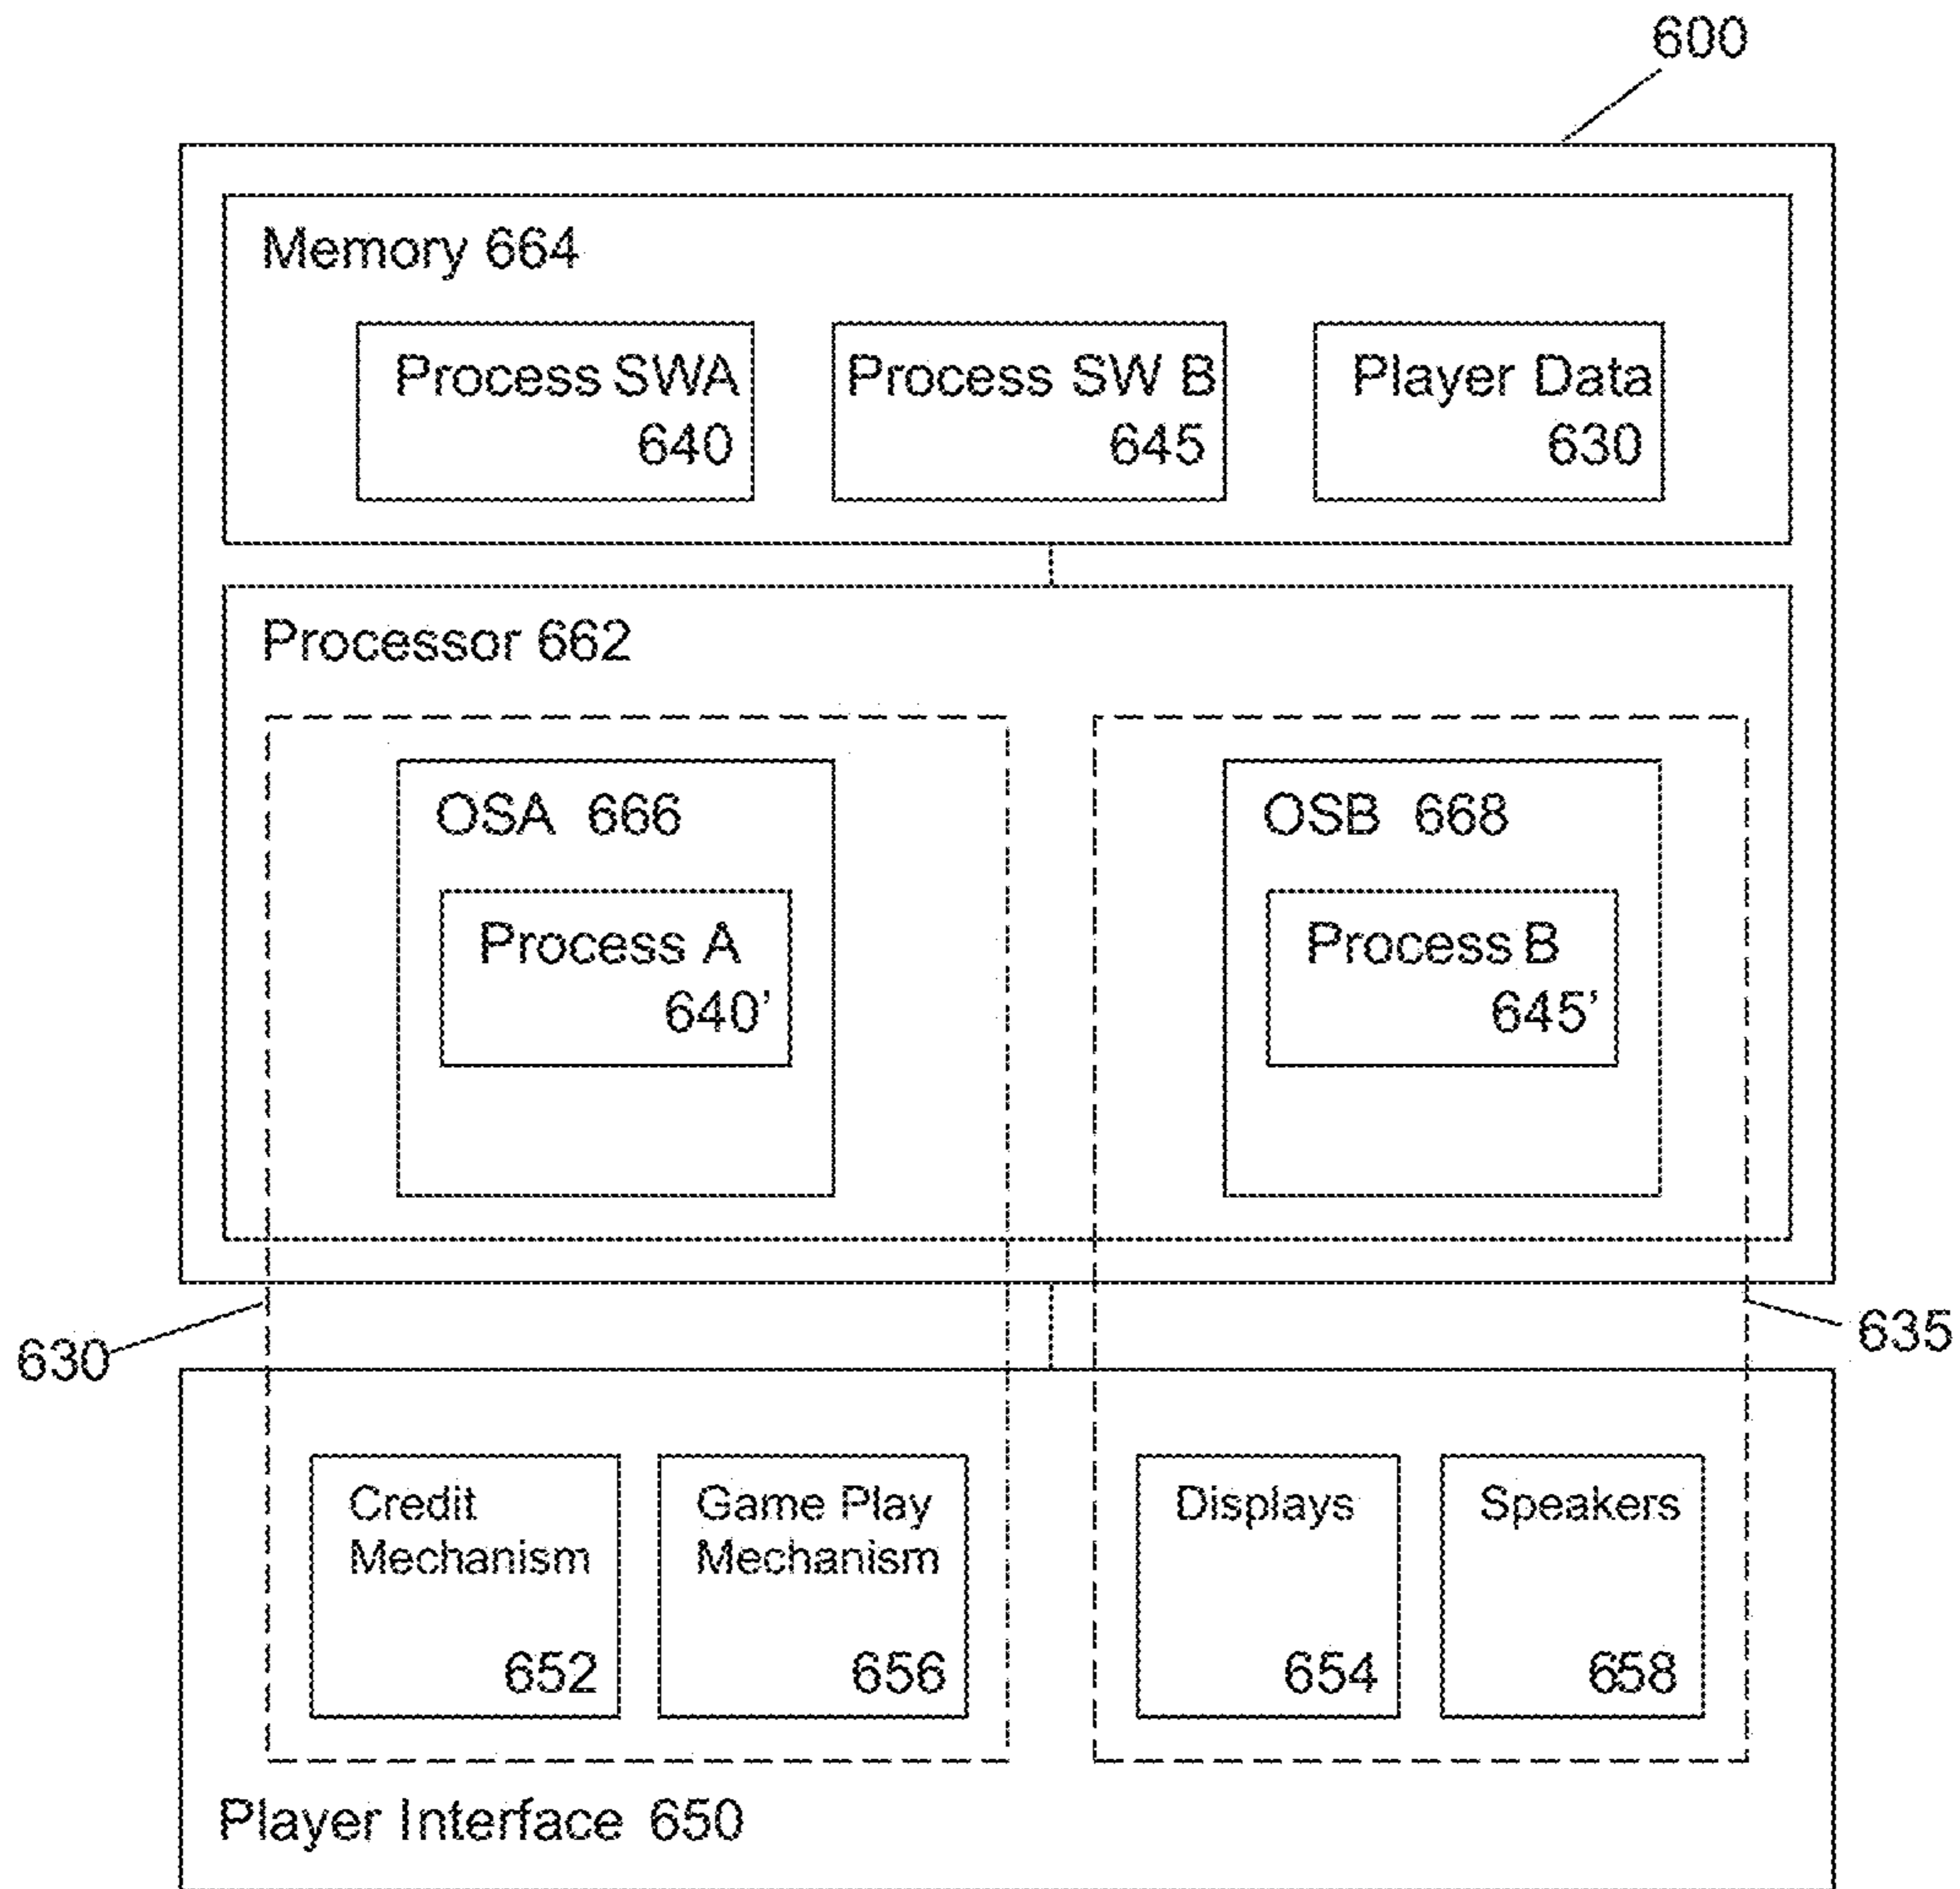 600
Memory 664
Process SWA
640
Process SW B
645
Player Data
630
Processor 662
OSA 666
Process A
640’
OSB 668
Process B
645’
630
635
Credit
Mechanism
652
Game Play
Mechanism
656
Displays
654
Speakers
658
Player Interface 650